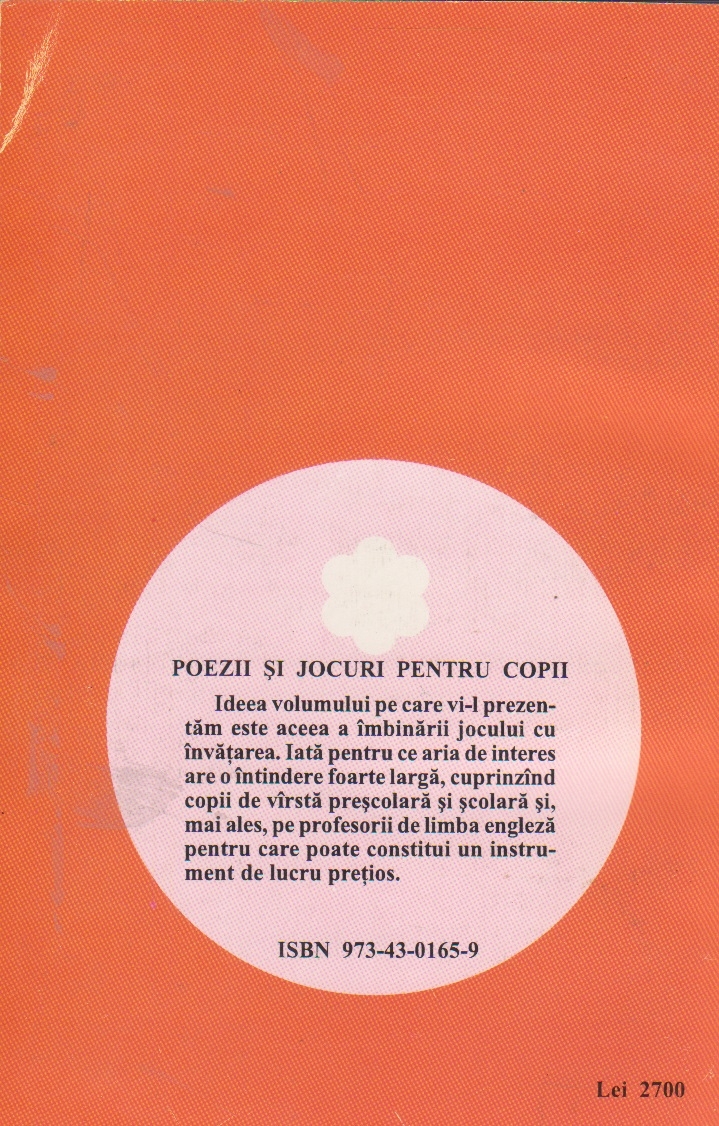 POEZII ŞI JOCURI PENTRU COPII
Ideea volumului pe care vi-l prezen-
tăm este aceea a îmbinării jocului cu
învăţarea. Iată pentru ce aria de interes
are o întindere foarte largă, cuprinzînd
copii de vîrstă preşcolară şi şcolară şi,
mai ales, pe profesorii de limba engleză
pentru care poate constitui un instru-
ment de lucru preţios.
ISBN 973-43-0165-9
Lei 2700